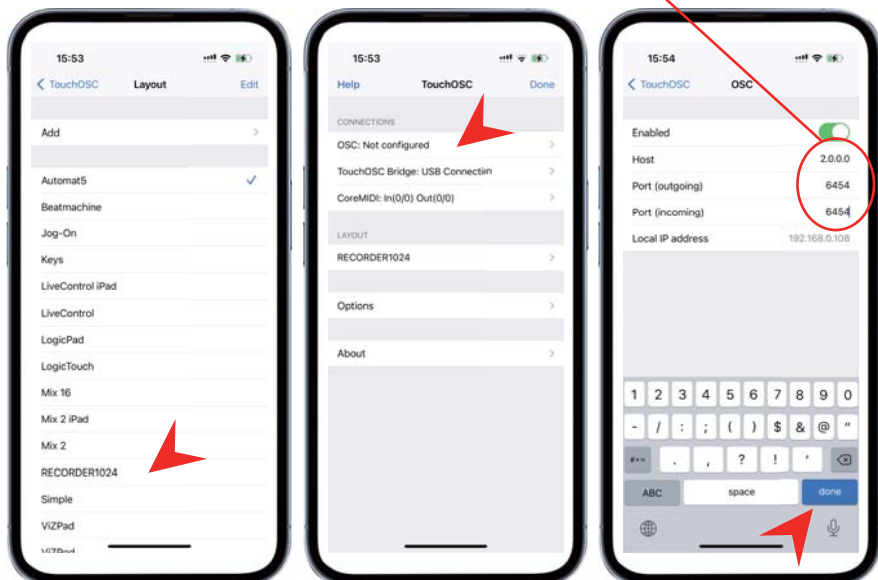 15:53
TouchOSC Layout Edit
Add
Automat5
Beatmachine
Jog-On
Keys
LiveControl iPad
LiveControl
LogicPad
LogicTouch
Mix 16
Mix 2 iPad
Mix 2
RECORDER1024
Simple
ViZPad
ViZPad
15:53
Help TouchOSC Done
CONNECTIONS
OSC: Not configured
TouchOSC Bridge: USB Connection
CoreMIDI: In(0/0) Out(0/0)
LAYOUT
RECORDER1024
Options
About
15:54
TouchOSC OSC
Enabled
Host 2.0.0.0
Port (outgoing) 6454
Port (incoming) 6454
Local IP address 192.168.0.108
1 2 3 4 5 6 7 8 9 0
- / : ; ( ) $ & @ "
#+= . , ? ! '
ABC space done